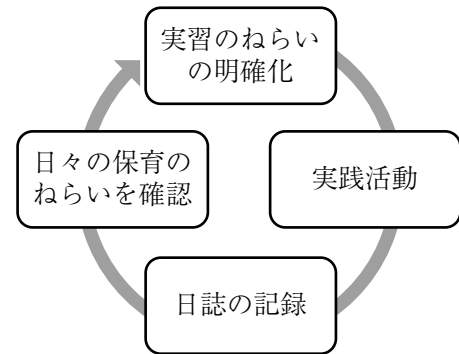 実習のねらい
の明確化
実践活動
日誌の記録
日々の保育の
ねらいを確認